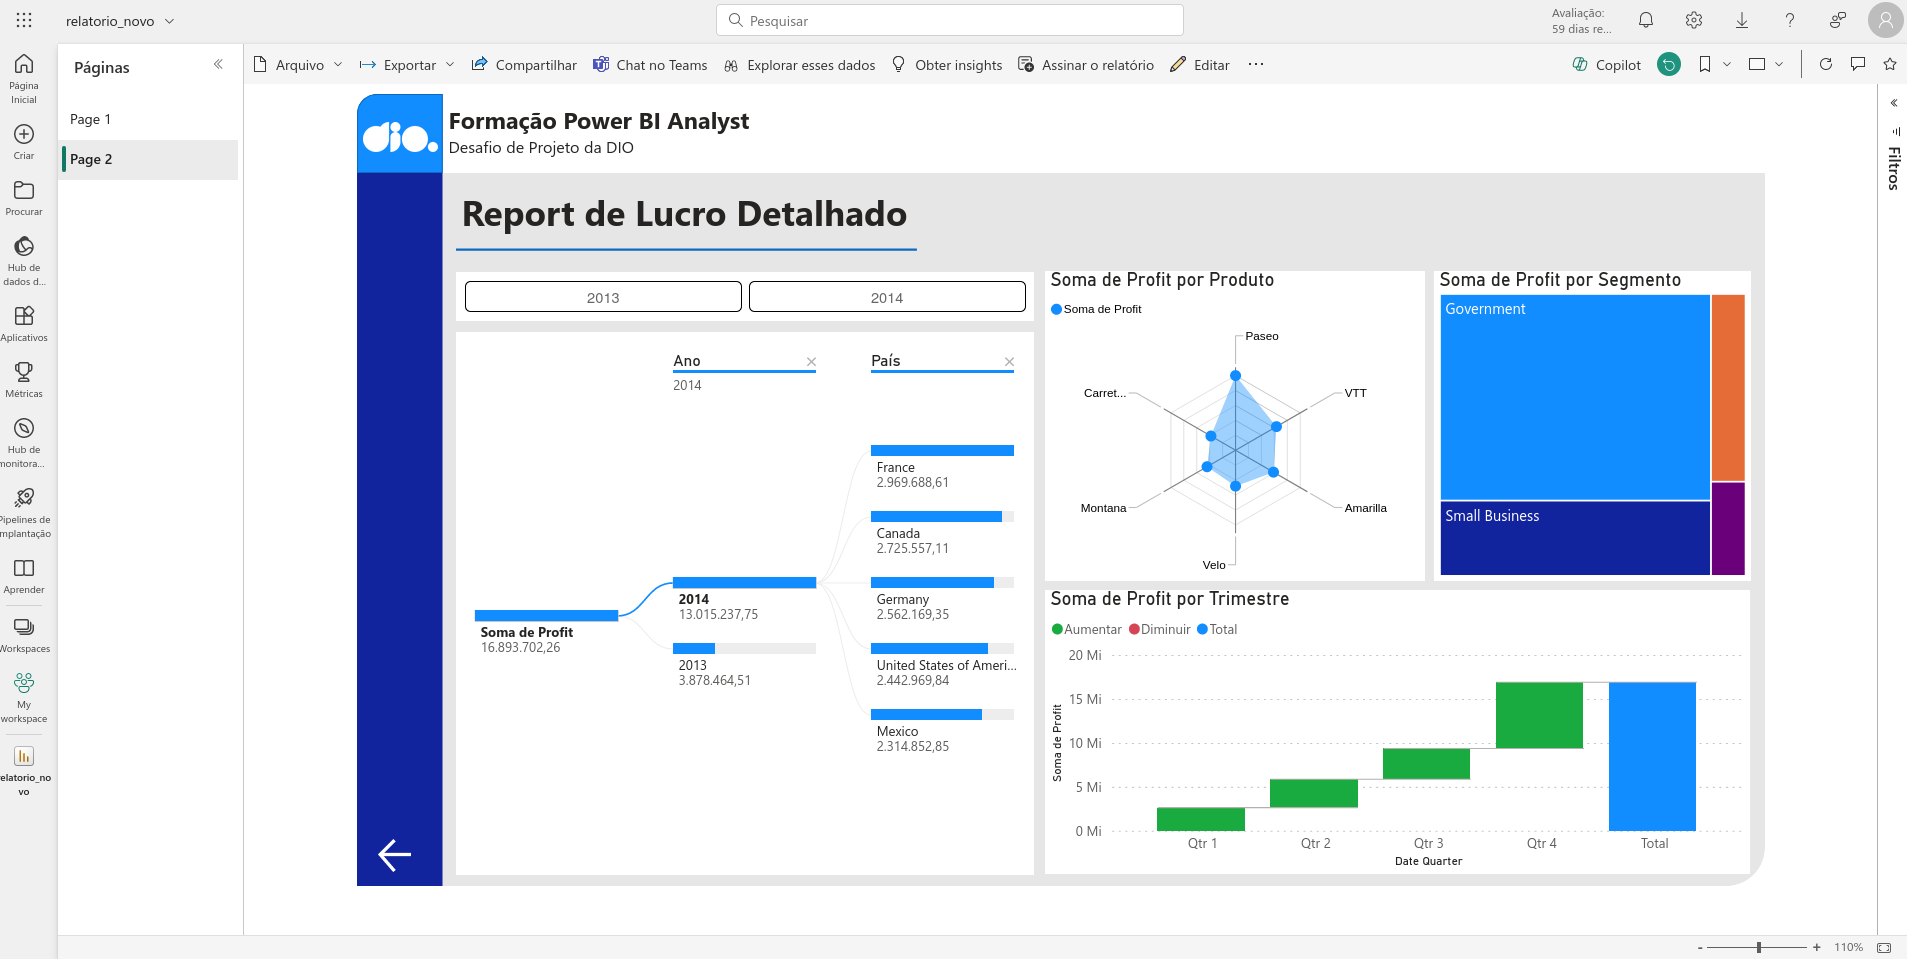 relatorio_novo
Pesquisar
Avaliação:
59 dias re...
Página
Inicial
Criar
Procurar
Hub de
dados d...
Aplicativos
Métricas
Hub de
monitora...
Pipelines de
implantação
Aprender
Workspaces
My
workspace
relatorio_no
vo
Páginas
Page 1
Page 2
Arquivo
Exportar
Compartilhar
Chat no Teams
Explorar esses dados
Obter insights
Assinar o relatório
Editar
Copilot
Filtros
dio.
Formação Power BI Analyst
Desafio de Projeto da DIO
Report de Lucro Detalhado
2013
2014
Ano
2014
País
Soma de Profit
16.893.702,26
2014
13.015.237,75
2013
3.878.464,51
France
2.969.688,61
Canada
2.725.557,11
Germany
2.562.169,35
United States of Ameri...
2.442.969,84
Mexico
2.314.852,85
Soma de Profit por Produto
Soma de Profit
Paseo
VTT
Amarilla
Velo
Montana
Carret...
Soma de Profit por Segmento
Government
Small Business
Soma de Profit por Trimestre
Aumentar Diminuir Total
Soma de Profit
20 Mi
15 Mi
10 Mi
5 Mi
0 Mi
Qtr 1 Qtr 2 Qtr 3 Qtr 4 Total
Date Quarter
- + 110%